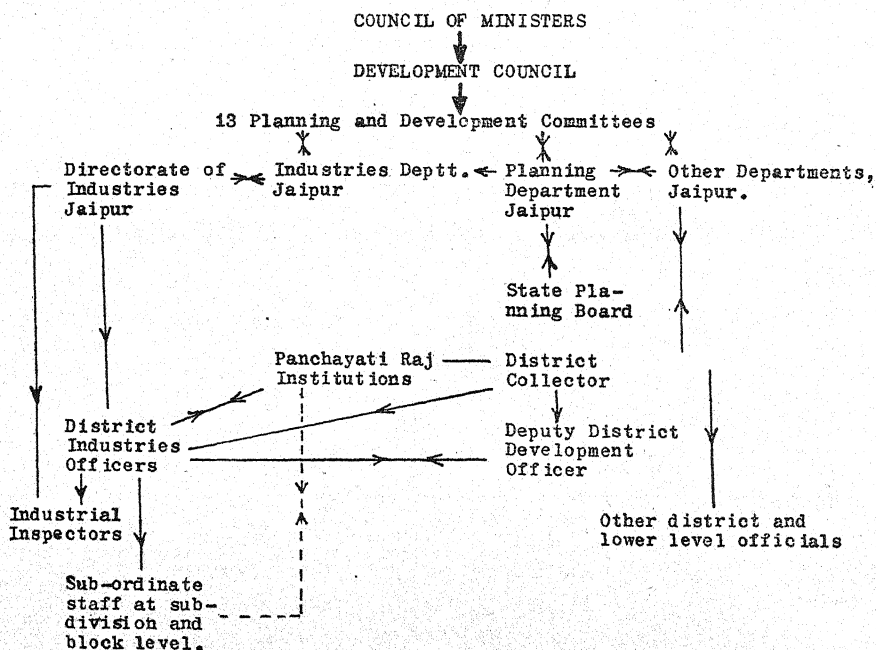 COUNCIL OF MINISTERS
DEVELOPMENT COUNCIL
13 Planning and Development Committees
Directorate of
Industries
Jaipur
Industries Deptt.
Jaipur
Planning
Department
Jaipur
Other Departments,
Jaipur.
State Pla-
nning Board
Panchayati Raj
Institutions
District
Collector
District
Industries
Officers
Deputy District
Development
Officer
Industrial
Inspectors
Other district and
lower level officials
Sub-ordinate
staff at sub-
division and
block level.